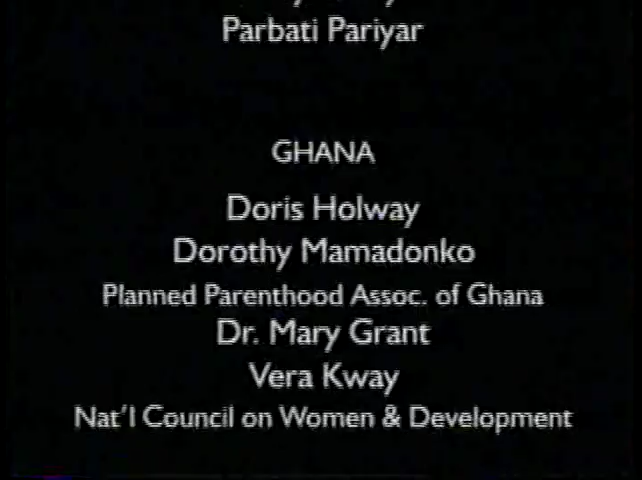 Parbati Pariyar
GHANA
Doris Holway
Dorothy Mamadonko
Planned Parenthood Assoc. of Ghana
Dr. Mary Grant
Vera Kway
Nat'l Council on Women & Development